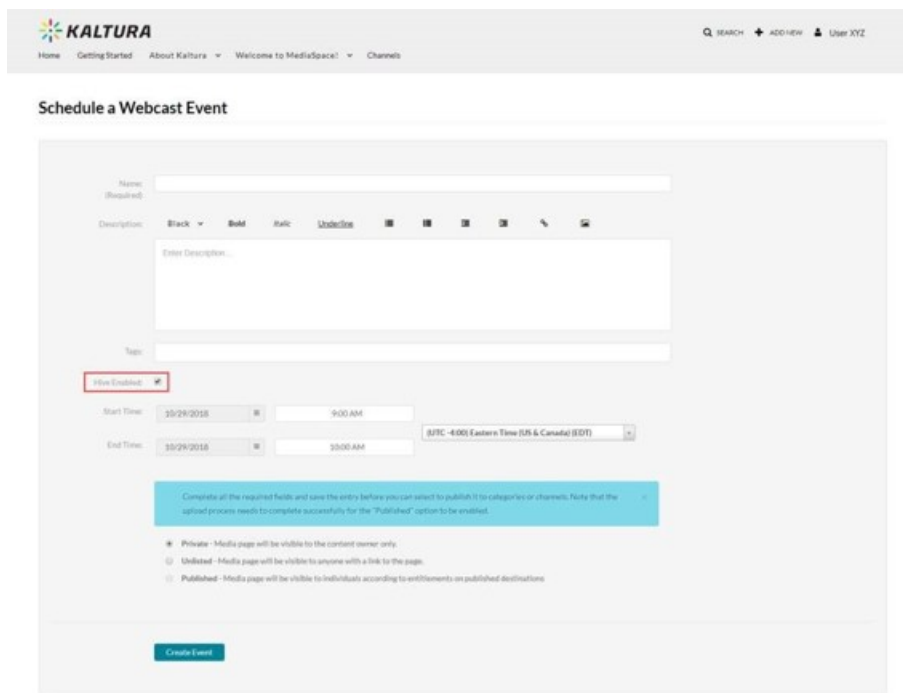 KALTURA
SEARCH ADD NEW User XYZ
Home Getting Started About Kaltura Welcome to MediaSpace! Channels
Schedule a Webcast Event
Name:
(Required)
Description: Black Bold Italic Underline
Enter Description...
Tags:
Hive Enabled:
Start Time: 10/29/2018 9:00 AM
(UTC -4:00) Eastern Time (US & Canada) (EDT)
End Time: 10/29/2018 10:00 AM
Complete all the required fields and save the entry before you can select to publish it to categories or channels. Note that the
upload process needs to complete successfully for the "Published" option to be enabled.
Private - Media page will be visible to the content owner only.
Unlisted - Media page will be visible to anyone with a link to the page.
Published - Media page will be visible to individuals according to entitlements on published destinations
Create Event